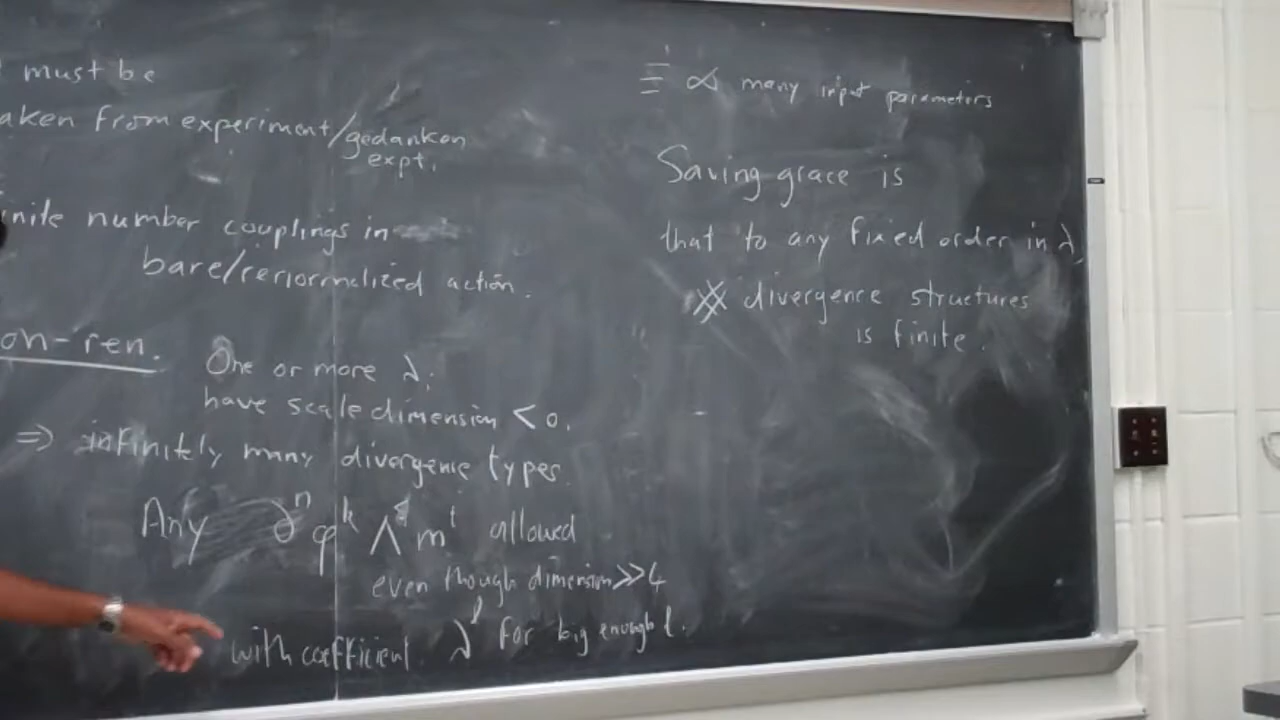 must be
aken from experiment/gedanken
expt.
inite number couplings in
bare/renormalized action.
on-ren. One or more λi
have scale dimension < 0.
⇒ infinitely many divergence types
Any ∂ⁿ φᵏ Λˢ mᵗ allowed
even though dimension >> 4
with coefficient λˡ for big enough l.
≡ ∞ many input parameters
Saving grace is
that to any fixed order in λ,
# divergence structures
is finite.